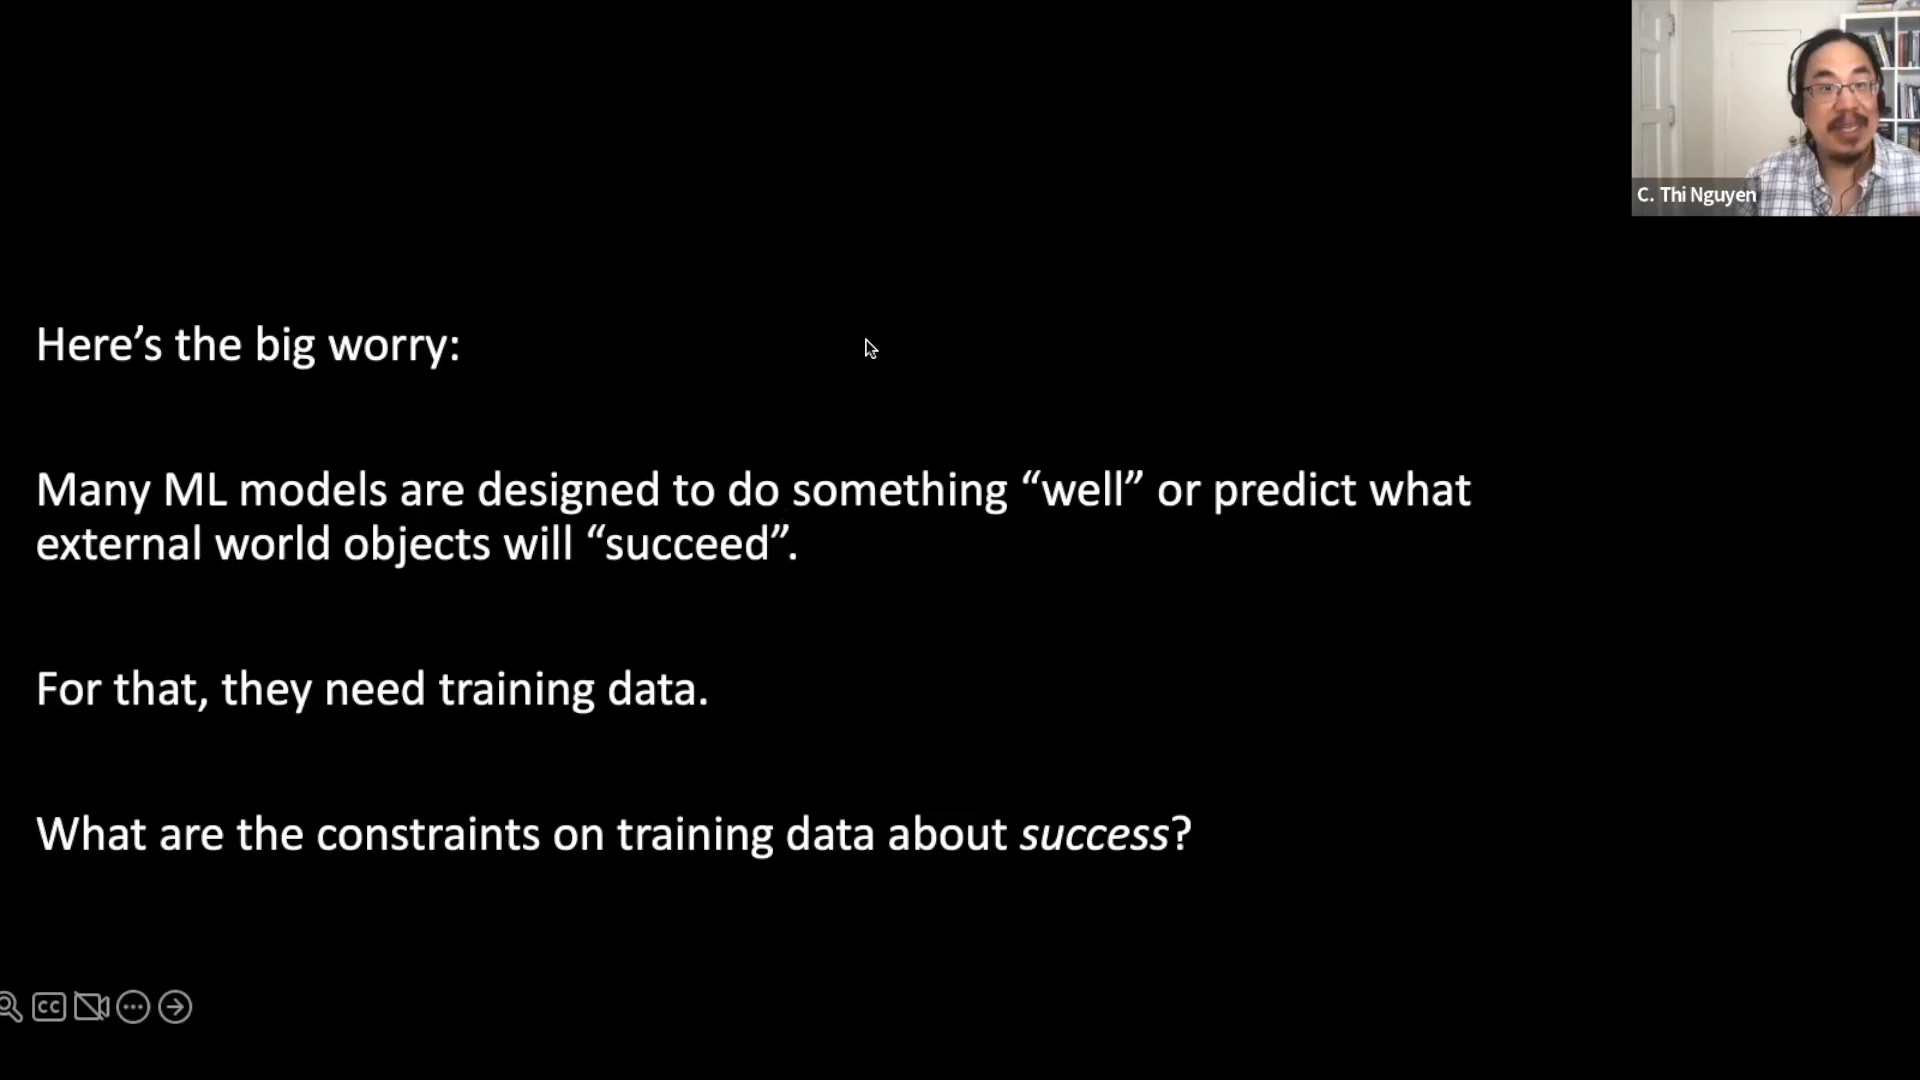 C. Thi Nguyen
Here’s the big worry:
Many ML models are designed to do something “well” or predict what
external world objects will “succeed”.
For that, they need training data.
What are the constraints on training data about success?
CC